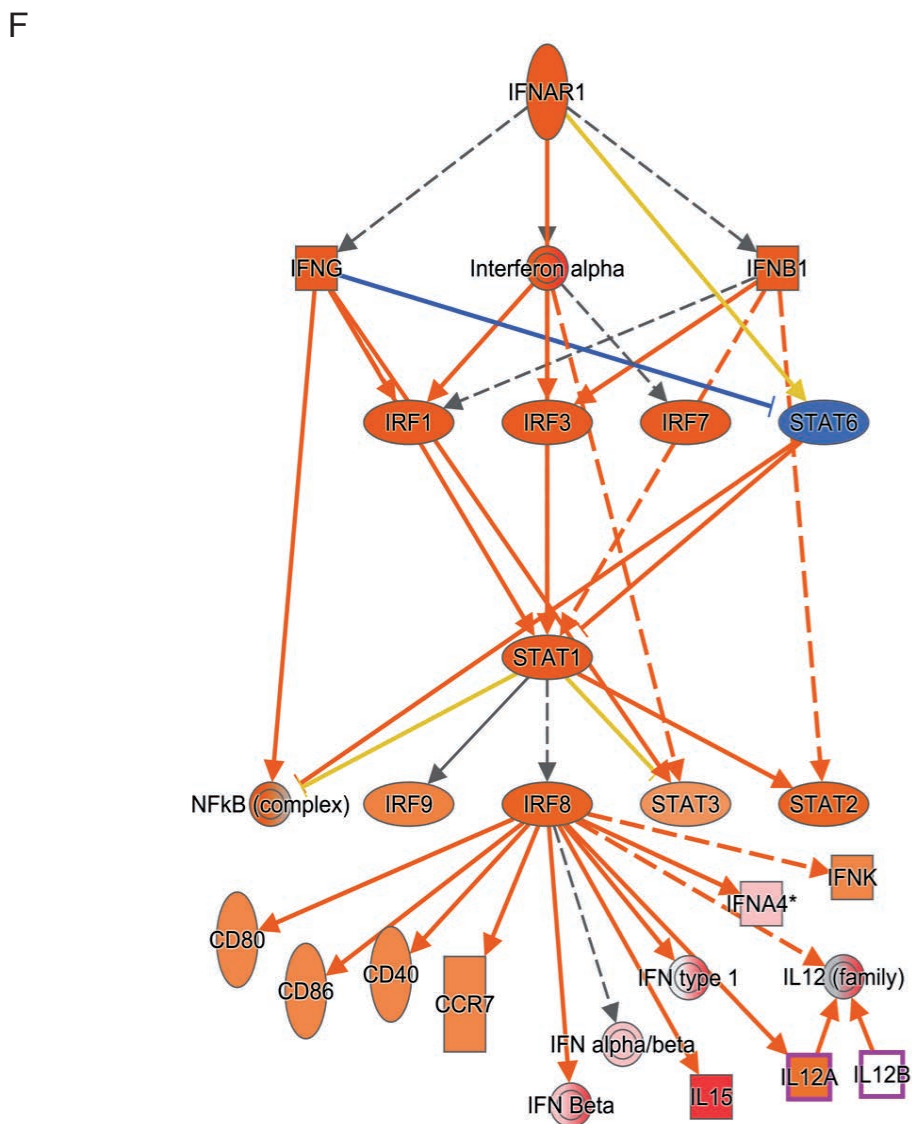 F
IFNAR1
IFNG
Interferon alpha
IFNB1
IRF1
IRF3
IRF7
STAT6
STAT1
NFkB (complex)
IRF9
IRF8
STAT3
STAT2
IFNK
IFNA4*
CD80
CD86
CD40
CCR7
IFN type 1
IL12 (family)
IFN alpha/beta
IL12A
IL12B
IL15
IFN Beta